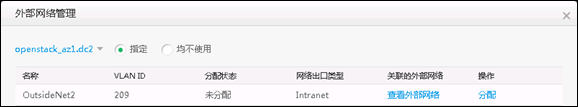 外部网络管理
openstack_az1.dc2 指定 均不使用
名称 VLAN ID 分配状态 网络出口类型 关联的外部网络 操作
OutsideNet2 209 未分配 Intranet 查看外部网络 分配